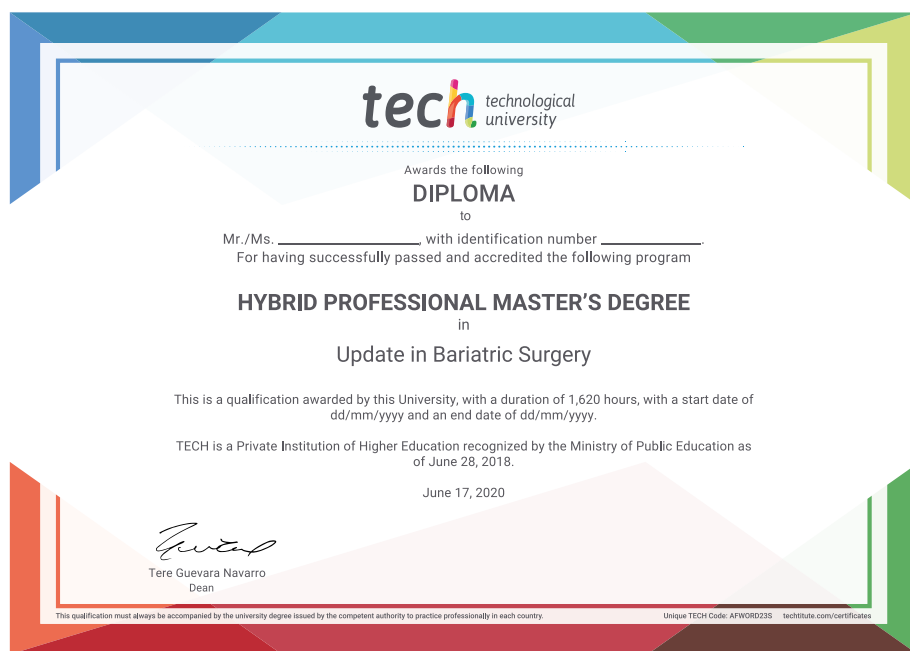 tech technological
university
Awards the following
DIPLOMA
to
Mr./Ms. ____________________, with identification number ______________.
For having successfully passed and accredited the following program
HYBRID PROFESSIONAL MASTER'S DEGREE
in
Update in Bariatric Surgery
This is a qualification awarded by this University, with a duration of 1,620 hours, with a start date of
dd/mm/yyyy and an end date of dd/mm/yyyy.
TECH is a Private Institution of Higher Education recognized by the Ministry of Public Education as
of June 28, 2018.
June 17, 2020
Tere Guevara Navarro
Dean
This qualification must always be accompanied by the university degree issued by the competent authority to practice professionally in each country.
Unique TECH Code: AFWORD23S techtitute.com/certificates